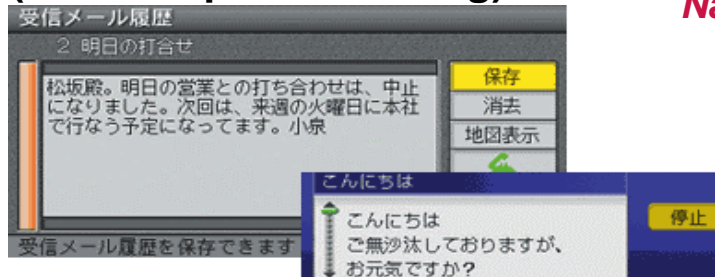 受信メール履歴
2 明日の打合せ
松坂殿。明日の営業との打ち合わせは、中止
になりました。次回は、来週の火曜日に本社
で行なう予定になってます。小泉
保存
消去
地図表示
受信メール履歴を保存できます
こんにちは
こんにちは
ご無沙汰しておりますが、
お元気ですか?
停止